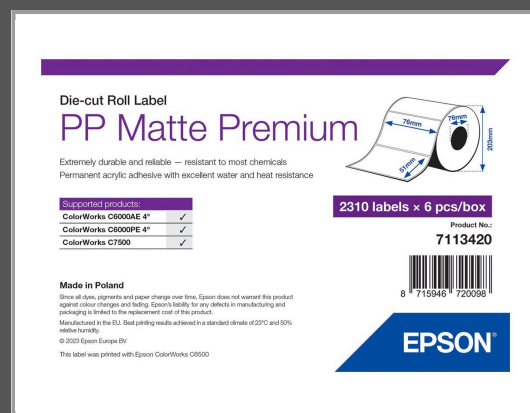 Die-cut Roll Label
PP Matte Premium
Extremely durable and reliable — resistant to most chemicals
Permanent acrylic adhesive with excellent water and heat resistance
76mm
76mm
203mm
51mm
Supported products:
ColorWorks C6000AE 4" ✓
ColorWorks C6000PE 4" ✓
ColorWorks C7500 ✓
2310 labels × 6 pcs/box
Product No.:
7113420
8 715946 720098
Made in Poland
Since all dyes, pigments and paper change over time, Epson does not warrant this product
against colour changes and fading. Epson's liability for any defects in manufacturing and
packaging is limited to the replacement cost of this product.
Manufactured in the EU. Best printing results achieved in a standard climate of 23°C and 50%
relative humidity.
© 2023 Epson Europe BV
This label was printed with Epson ColorWorks C6500
EPSON®